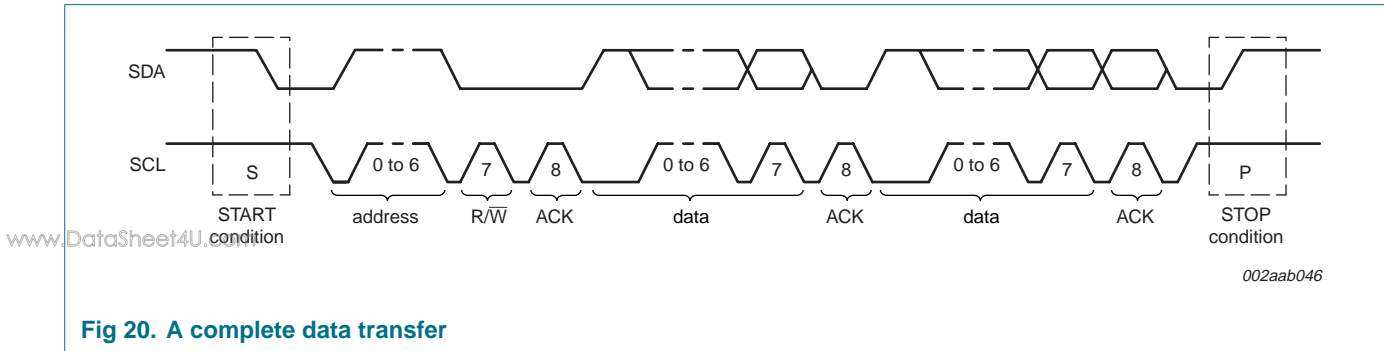 SDA
SCL
S
0 to 6
7
8
0 to 6
7
8
0 to 6
7
8
P
START
condition
address
R/W̅
ACK
data
ACK
data
ACK
STOP
condition
www.DataSheet4U.com
002aab046
Fig 20. A complete data transfer